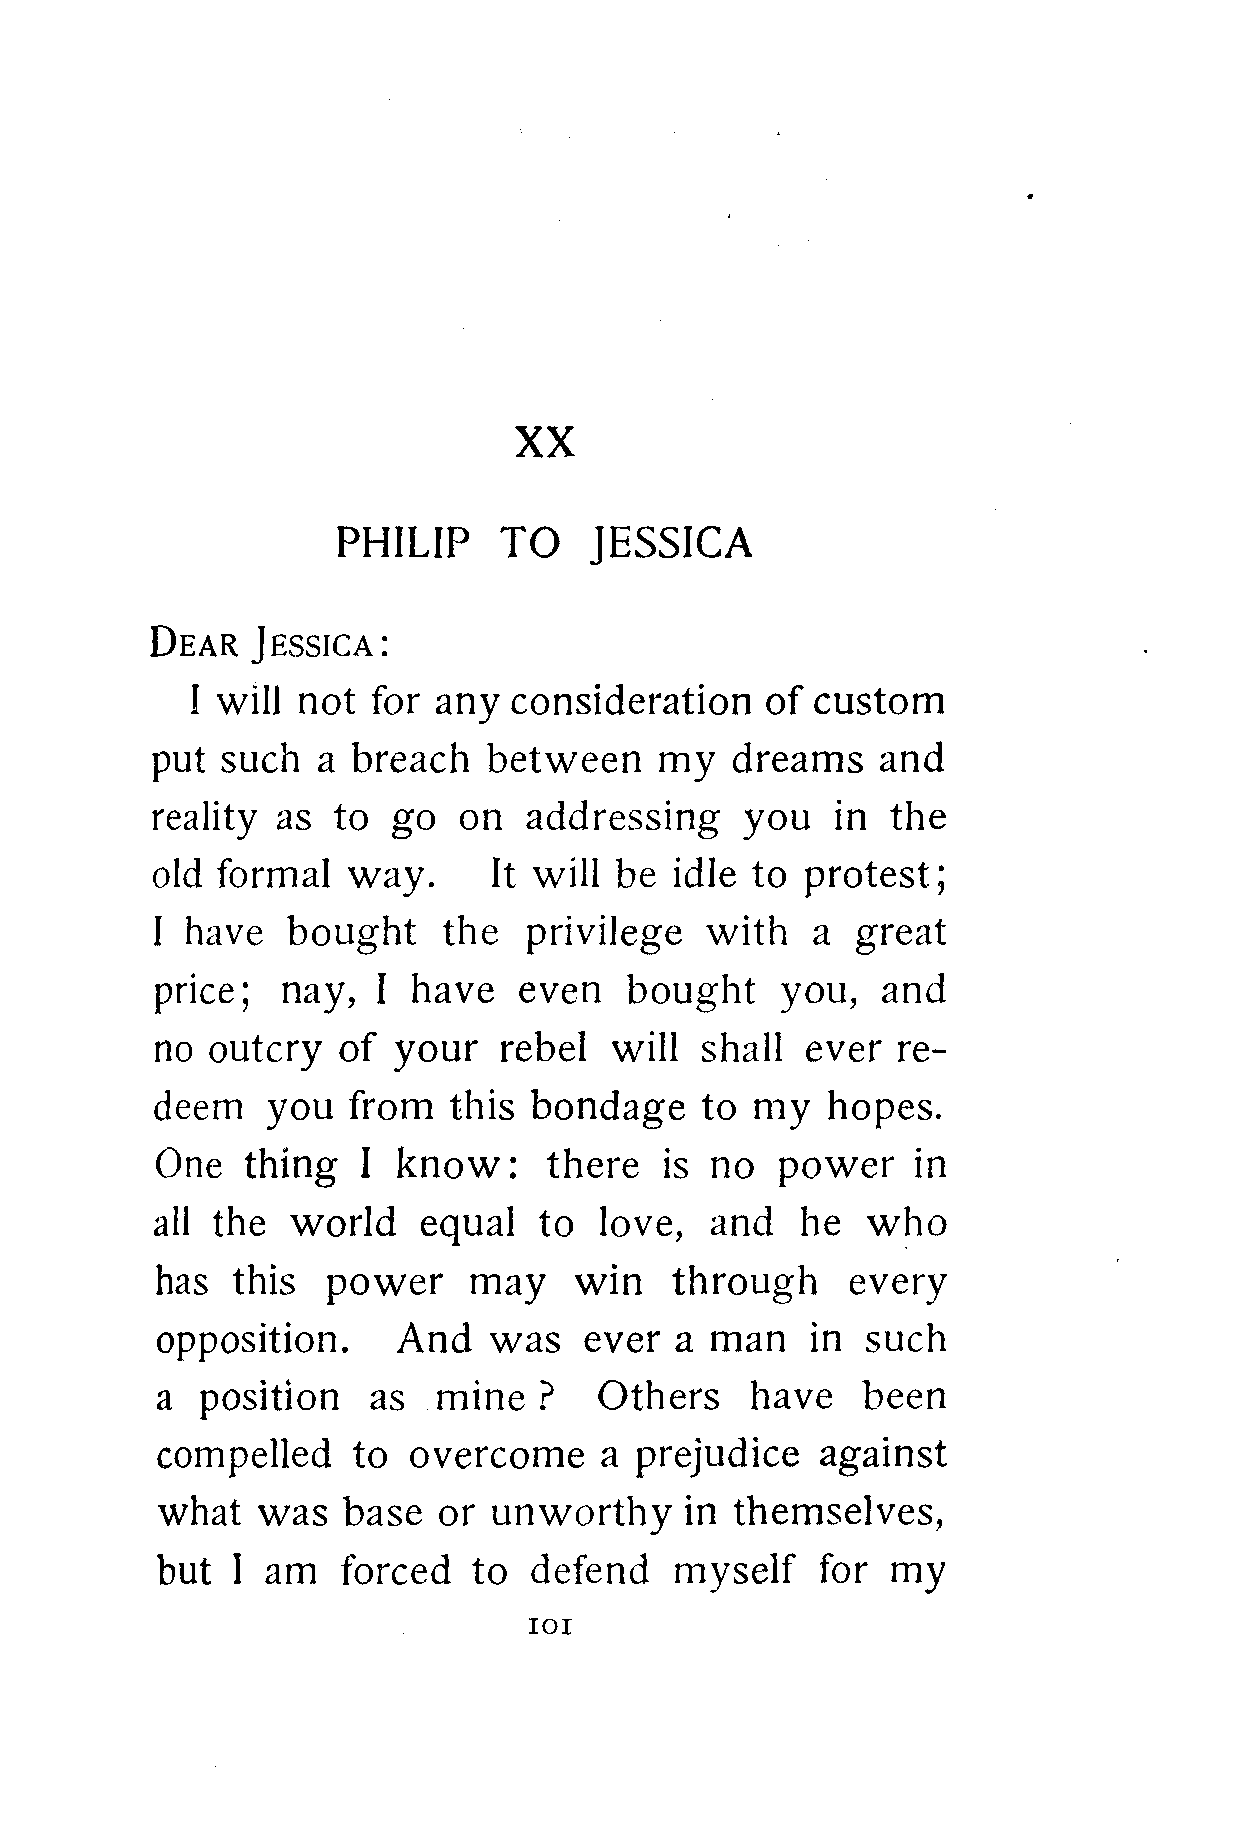 XX
PHILIP TO JESSICA
DEAR JESSICA:
I will not for any consideration of custom
put such a breach between my dreams and
reality as to go on addressing you in the
old formal way. It will be idle to protest;
I have bought the privilege with a great
price; nay, I have even bought you, and
no outcry of your rebel will shall ever re-
deem you from this bondage to my hopes.
One thing I know: there is no power in
all the world equal to love, and he who
has this power may win through every
opposition. And was ever a man in such
a position as mine? Others have been
compelled to overcome a prejudice against
what was base or unworthy in themselves,
but I am forced to defend myself for my
101